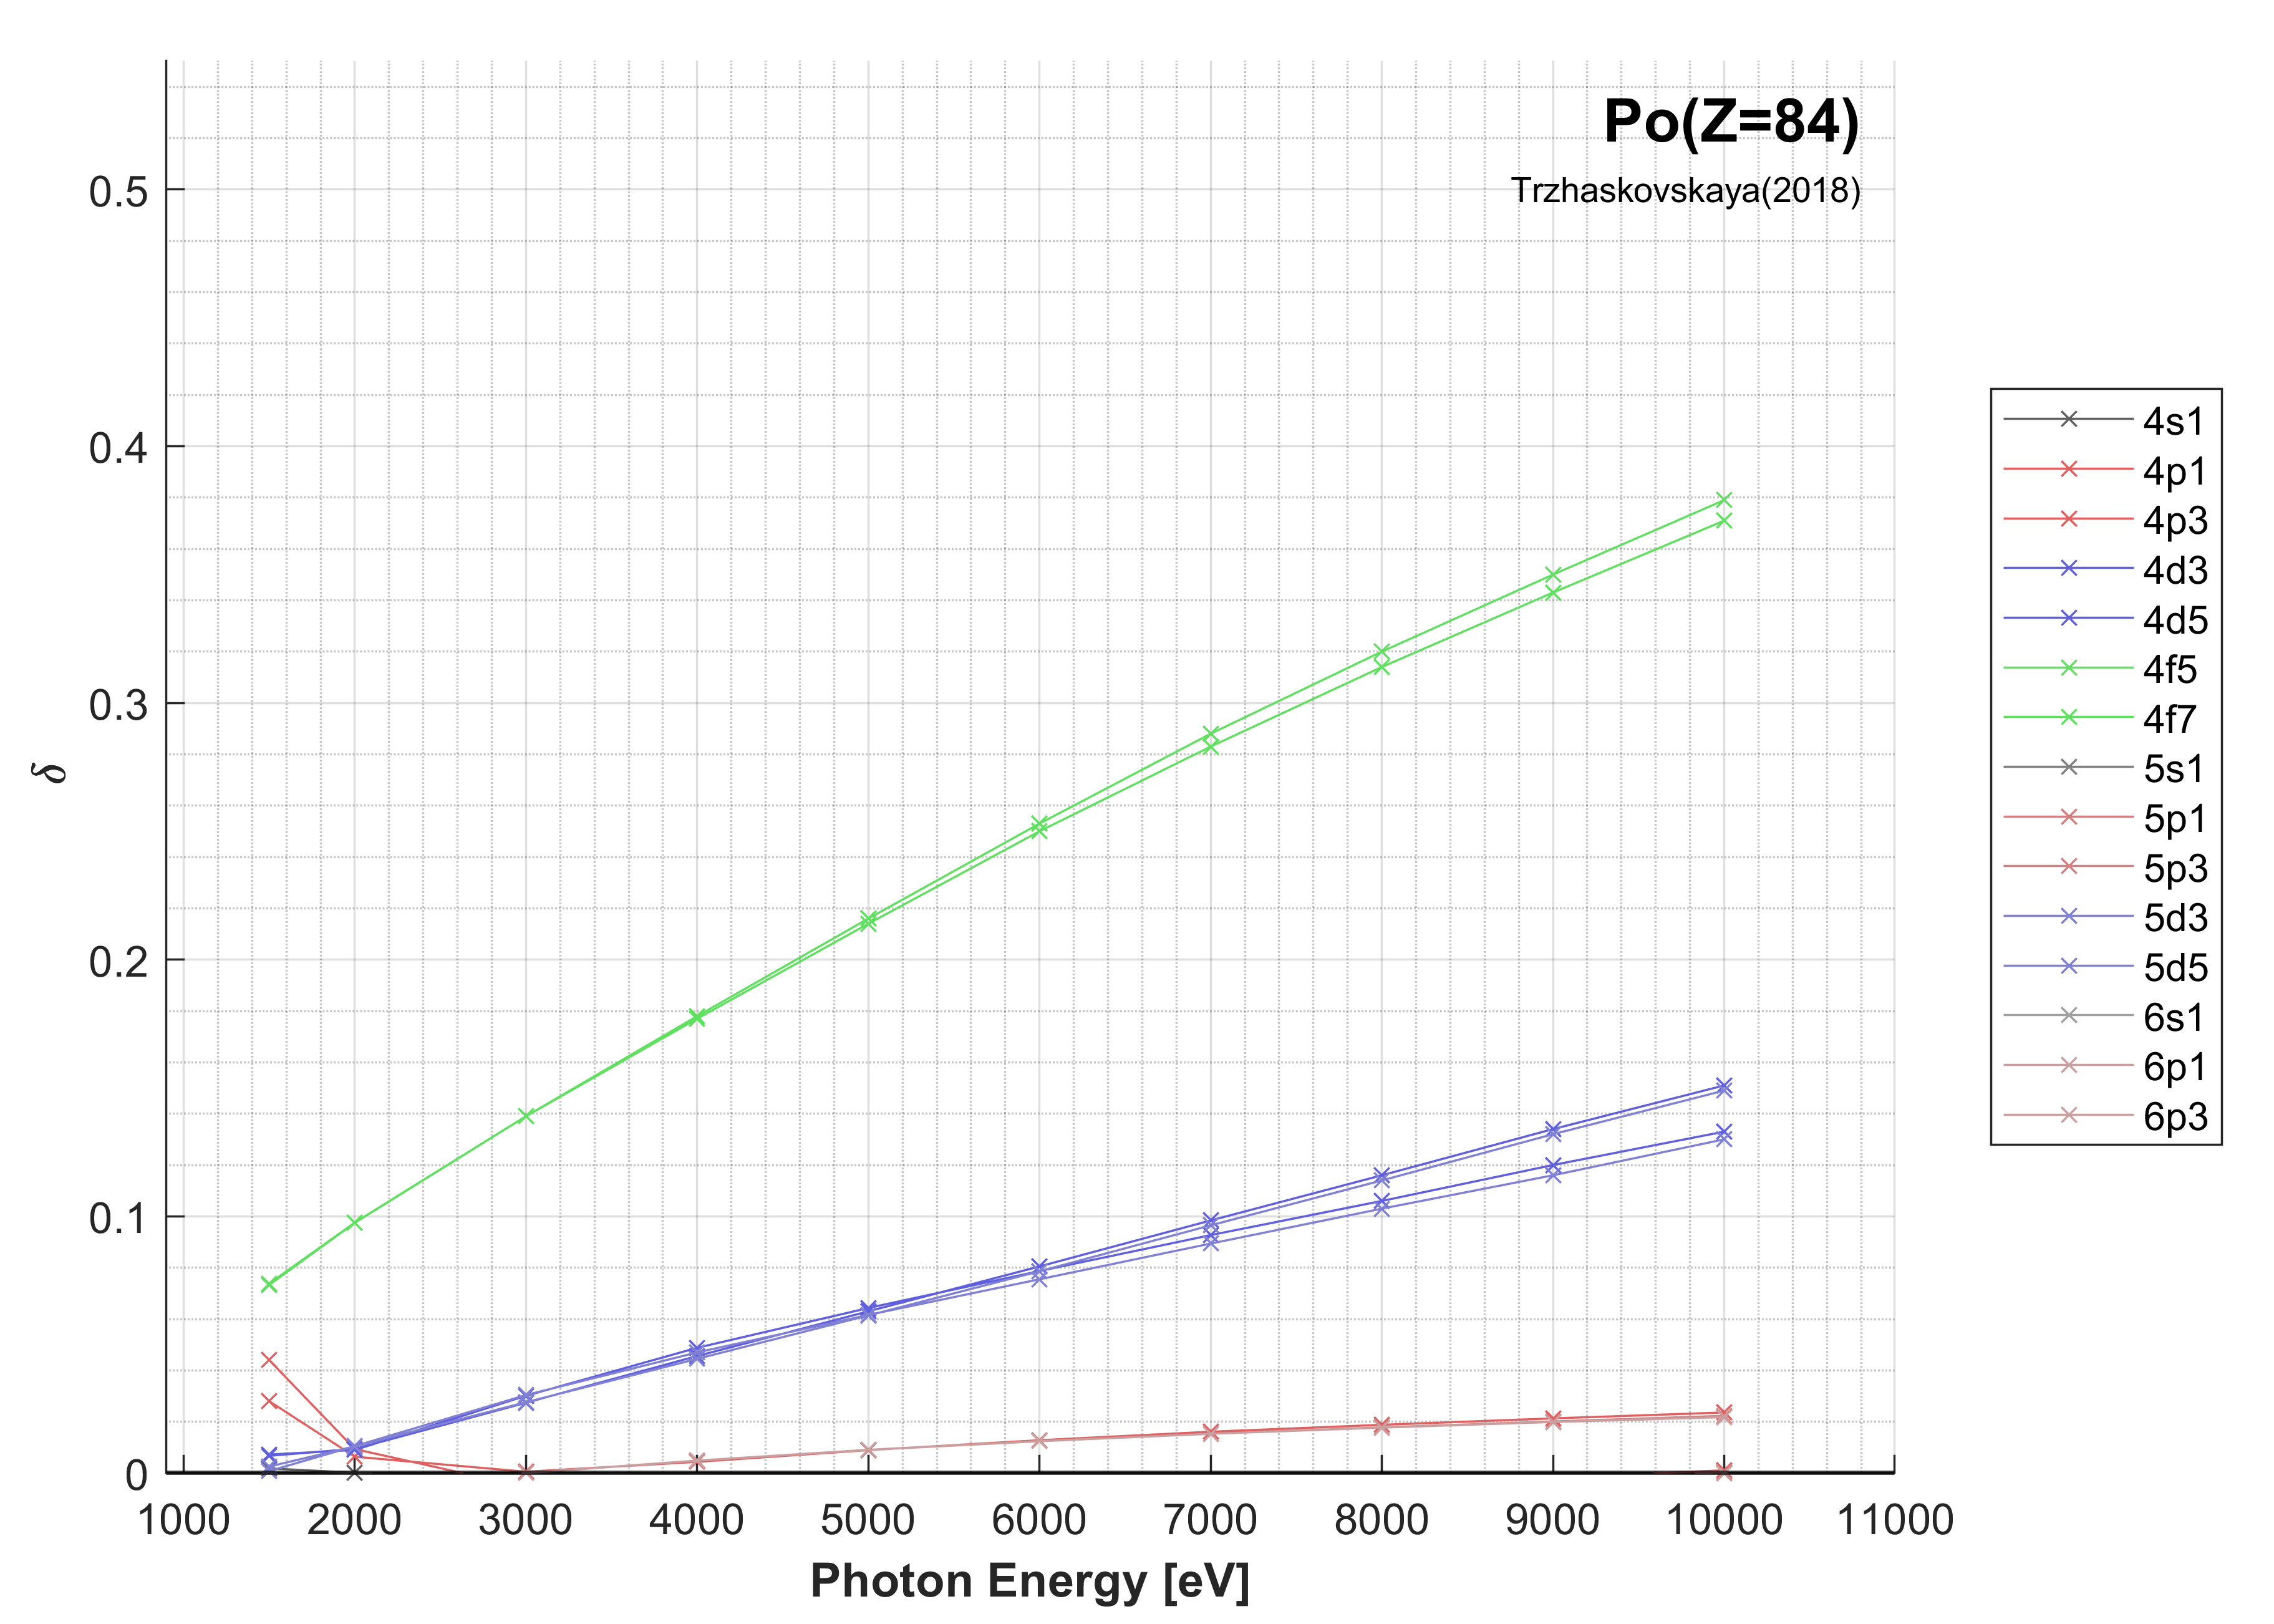 Po(Z=84)
Trzhaskovskaya(2018)
0.5
0.4
0.3
0.2
0.1
0
δ
1000 2000 3000 4000 5000 6000 7000 8000 9000 10000 11000
Photon Energy [eV]
4s1
4p1
4p3
4d3
4d5
4f5
4f7
5s1
5p1
5p3
5d3
5d5
6s1
6p1
6p3